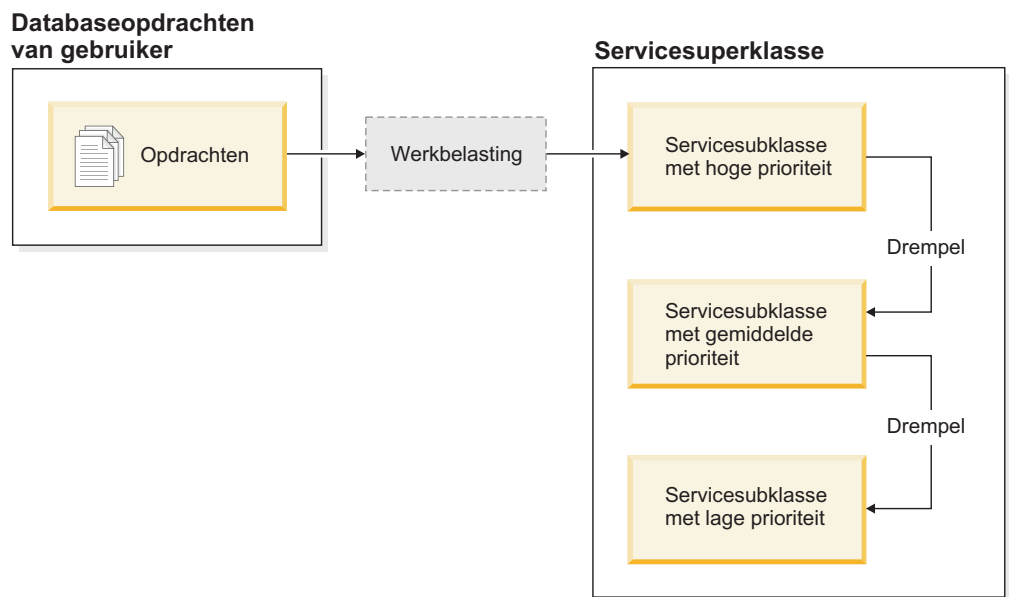 Databaseopdrachten
van gebruiker
Opdrachten
Werkbelasting
Servicesuperklasse
Servicesubklasse
met hoge prioriteit
Drempel
Servicesubklasse
met gemiddelde
prioriteit
Drempel
Servicesubklasse
met lage prioriteit